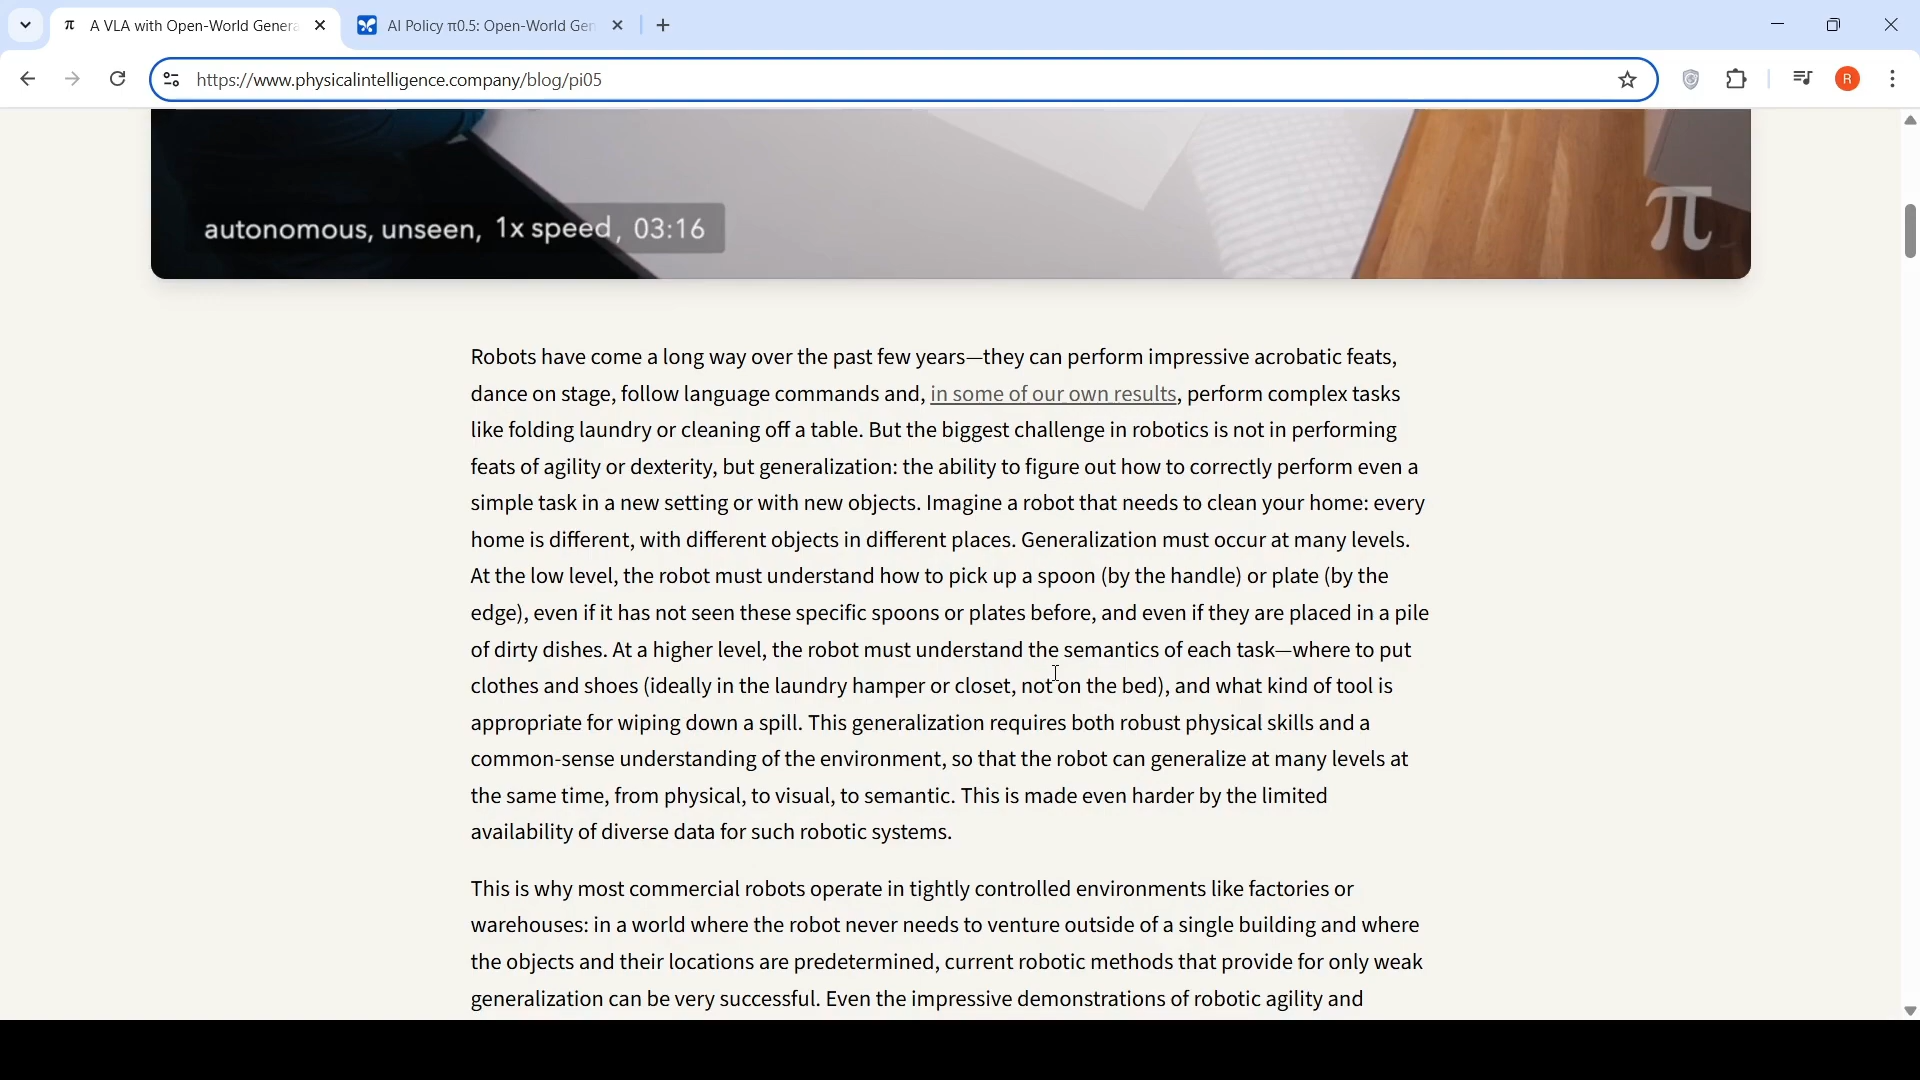 π A VLA with Open-World Genera
AI Policy π0.5: Open-World Gen
https://www.physicalintelligence.company/blog/pi05
R
autonomous, unseen, 1x speed, 03:16
π
Robots have come a long way over the past few years—they can perform impressive acrobatic feats,
dance on stage, follow language commands and, in some of our own results, perform complex tasks
like folding laundry or cleaning off a table. But the biggest challenge in robotics is not in performing
feats of agility or dexterity, but generalization: the ability to figure out how to correctly perform even a
simple task in a new setting or with new objects. Imagine a robot that needs to clean your home: every
home is different, with different objects in different places. Generalization must occur at many levels.
At the low level, the robot must understand how to pick up a spoon (by the handle) or plate (by the
edge), even if it has not seen these specific spoons or plates before, and even if they are placed in a pile
of dirty dishes. At a higher level, the robot must understand the semantics of each task—where to put
clothes and shoes (ideally in the laundry hamper or closet, not on the bed), and what kind of tool is
appropriate for wiping down a spill. This generalization requires both robust physical skills and a
common-sense understanding of the environment, so that the robot can generalize at many levels at
the same time, from physical, to visual, to semantic. This is made even harder by the limited
availability of diverse data for such robotic systems.
This is why most commercial robots operate in tightly controlled environments like factories or
warehouses: in a world where the robot never needs to venture outside of a single building and where
the objects and their locations are predetermined, current robotic methods that provide for only weak
generalization can be very successful. Even the impressive demonstrations of robotic agility and